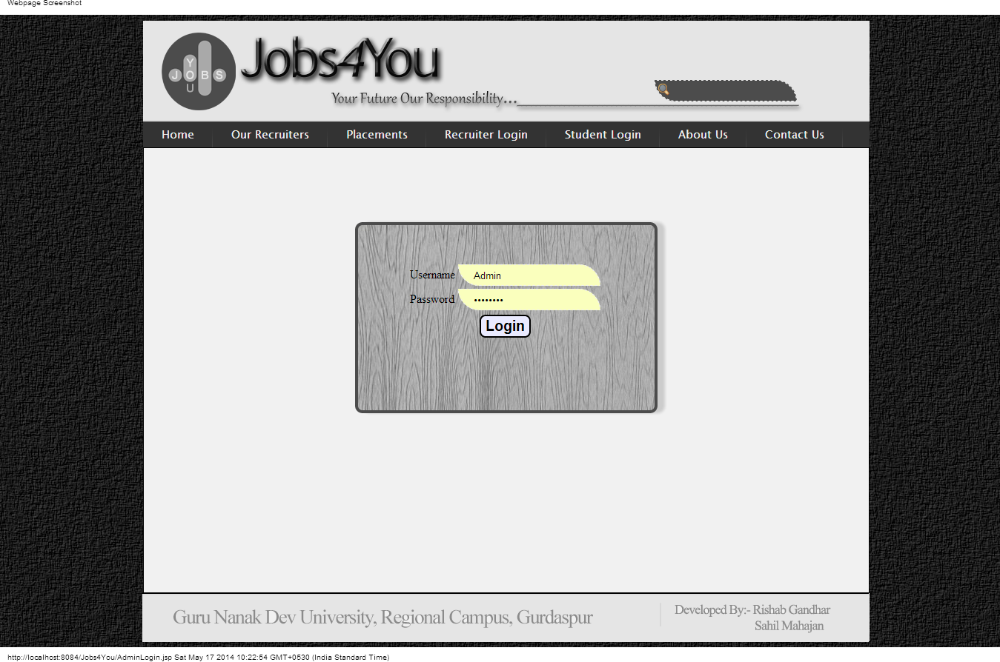 Webpage Screenshot
Jobs4You
YOU
JOBS
Your Future Our Responsibility...
Home Our Recruiters Placements Recruiter Login Student Login About Us Contact Us
Username Admin
Password ••••••••
Login
Guru Nanak Dev University, Regional Campus, Gurdaspur
Developed By:- Rishab Gandhar
Sahil Mahajan
http://localhost:8084/Jobs4You/AdminLogin.jsp Sat May 17 2014 10:22:54 GMT+0530 (India Standard Time)